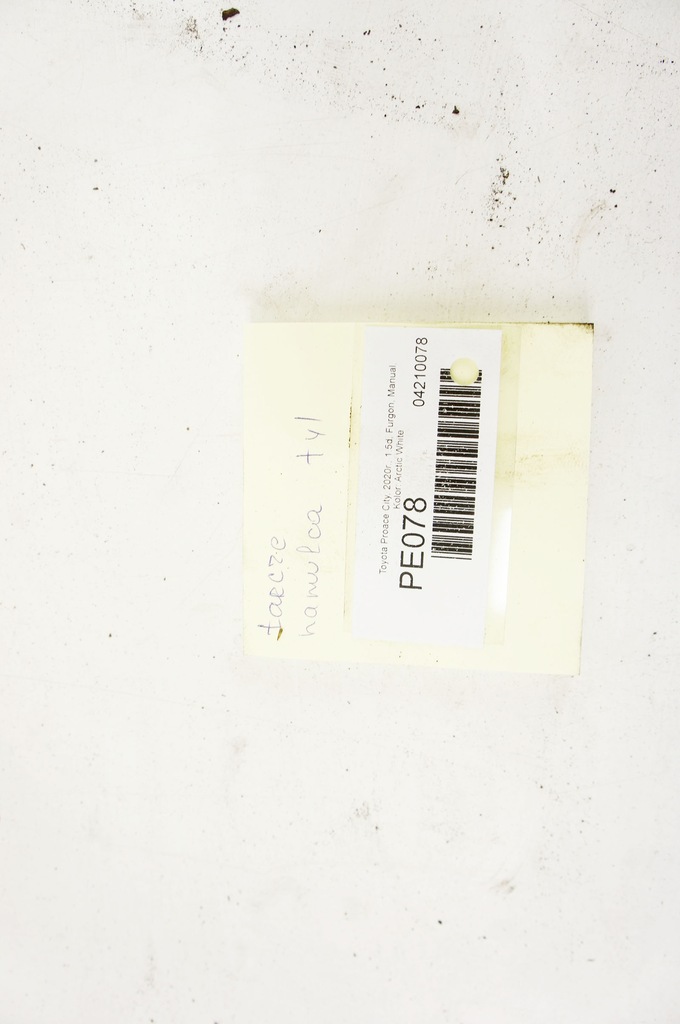 tarcze
hamulca tył
Toyota Proace City, 2020r., 1.5d, Furgon, Manual
Kolor: Arctic White
PE078 04210078